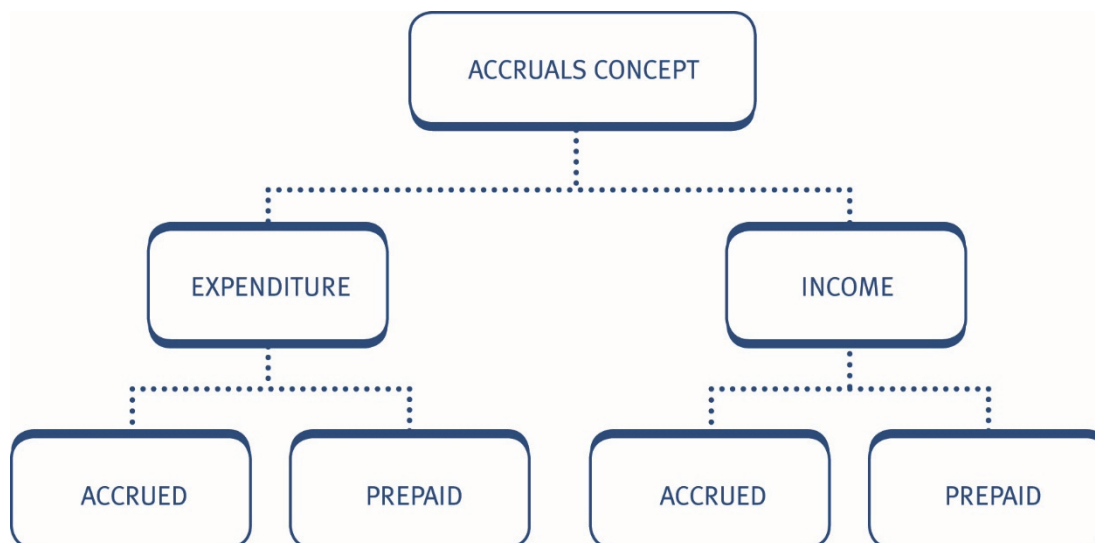 ACCRUALS CONCEPT
EXPENDITURE
INCOME
ACCRUED
PREPAID
ACCRUED
PREPAID